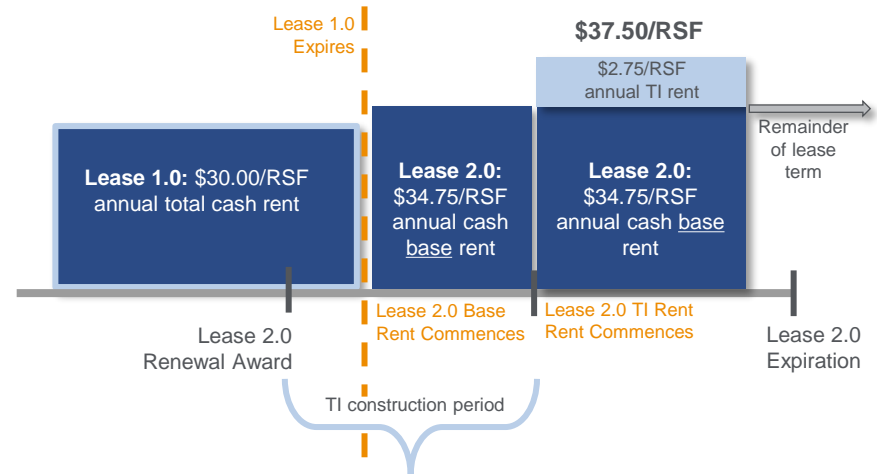 Lease 1.0
Expires
$37.50/RSF
$2.75/RSF
annual TI rent
Remainder
of lease
term
Lease 1.0: $30.00/RSF
annual total cash rent
Lease 2.0:
$34.75/RSF
annual cash
base rent
Lease 2.0:
$34.75/RSF
annual cash base
rent
Lease 2.0 Base
Rent Commences
Lease 2.0 TI Rent
Rent Commences
Lease 2.0
Renewal Award
Lease 2.0
Expiration
TI construction period